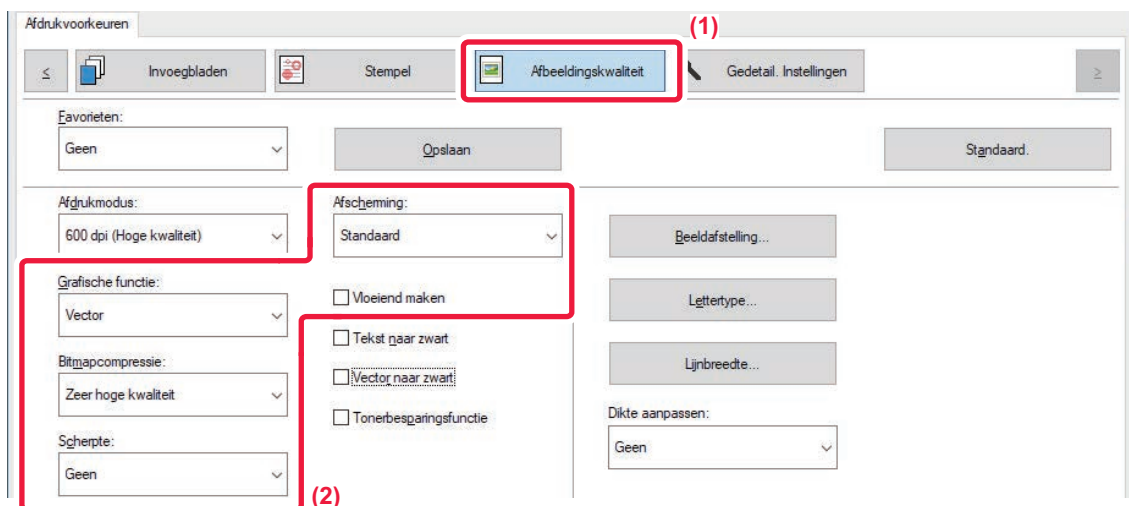 Afdrukvoorkeuren
(1)
≤ Invoegbladen Stempel Afbeeldingskwaliteit Gedetail. Instellingen ≥
Favorieten:
Geen Opslaan Standaard.
Afdrukmodus: Afscherming:
600 dpi (Hoge kwaliteit) Standaard Beeldafstelling...
Grafische functie:
Vector Vloeiend maken Lettertype...
Tekst naar zwart
Bitmapcompressie: Vector naar zwart Lijnbreedte...
Zeer hoge kwaliteit
Tonerbesparingsfunctie Dikte aanpassen:
Scherpte:
Geen Geen
(2)